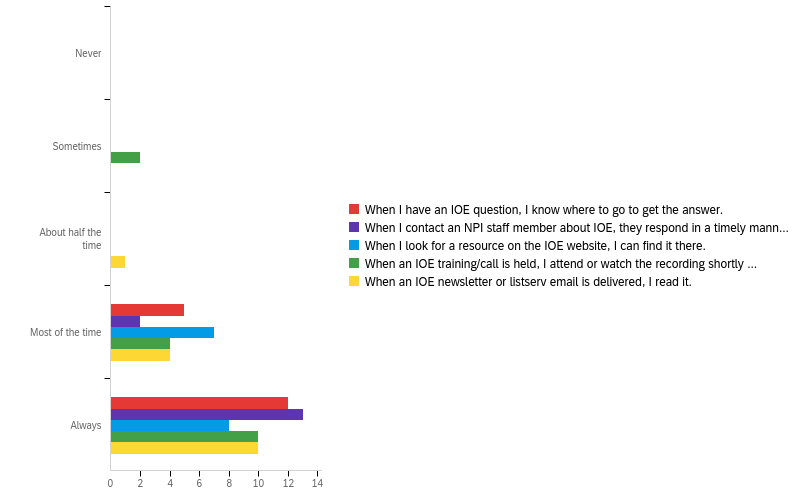 Never
Sometimes
About half the
time
Most of the time
Always
0 2 4 6 8 10 12 14
When I have an IOE question, I know where to go to get the answer.
When I contact an NPI staff member about IOE, they respond in a timely mann...
When I look for a resource on the IOE website, I can find it there.
When an IOE training/call is held, I attend or watch the recording shortly ...
When an IOE newsletter or listserv email is delivered, I read it.